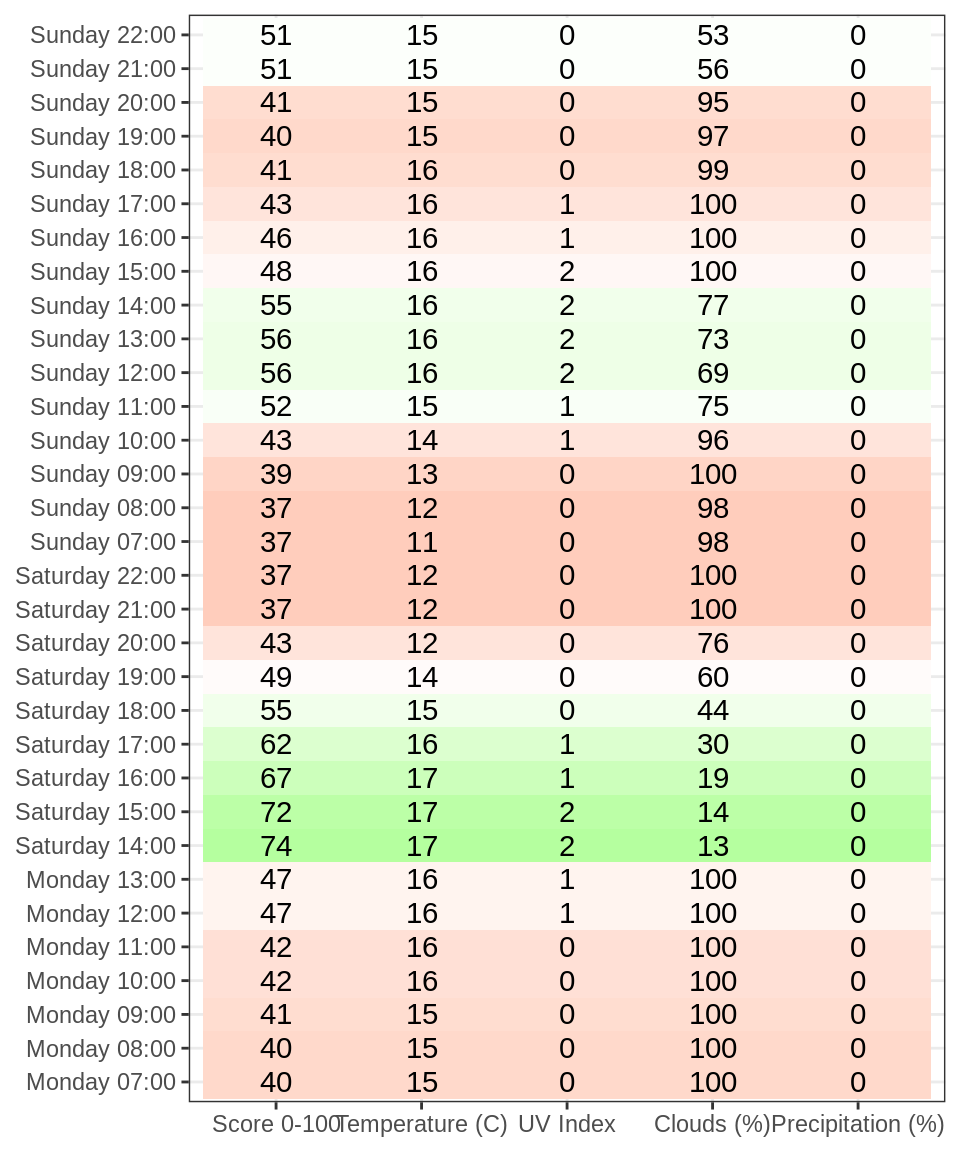 Sunday 22:00 51 15 0 53 0
Sunday 21:00 51 15 0 56 0
Sunday 20:00 41 15 0 95 0
Sunday 19:00 40 15 0 97 0
Sunday 18:00 41 16 0 99 0
Sunday 17:00 43 16 1 100 0
Sunday 16:00 46 16 1 100 0
Sunday 15:00 48 16 2 100 0
Sunday 14:00 55 16 2 77 0
Sunday 13:00 56 16 2 73 0
Sunday 12:00 56 16 2 69 0
Sunday 11:00 52 15 1 75 0
Sunday 10:00 43 14 1 96 0
Sunday 09:00 39 13 0 100 0
Sunday 08:00 37 12 0 98 0
Sunday 07:00 37 11 0 98 0
Saturday 22:00 37 12 0 100 0
Saturday 21:00 37 12 0 100 0
Saturday 20:00 43 12 0 76 0
Saturday 19:00 49 14 0 60 0
Saturday 18:00 55 15 0 44 0
Saturday 17:00 62 16 1 30 0
Saturday 16:00 67 17 1 19 0
Saturday 15:00 72 17 2 14 0
Saturday 14:00 74 17 2 13 0
Monday 13:00 47 16 1 100 0
Monday 12:00 47 16 1 100 0
Monday 11:00 42 16 0 100 0
Monday 10:00 42 16 0 100 0
Monday 09:00 41 15 0 100 0
Monday 08:00 40 15 0 100 0
Monday 07:00 40 15 0 100 0
Score 0-100 Temperature (C) UV Index Clouds (%) Precipitation (%)